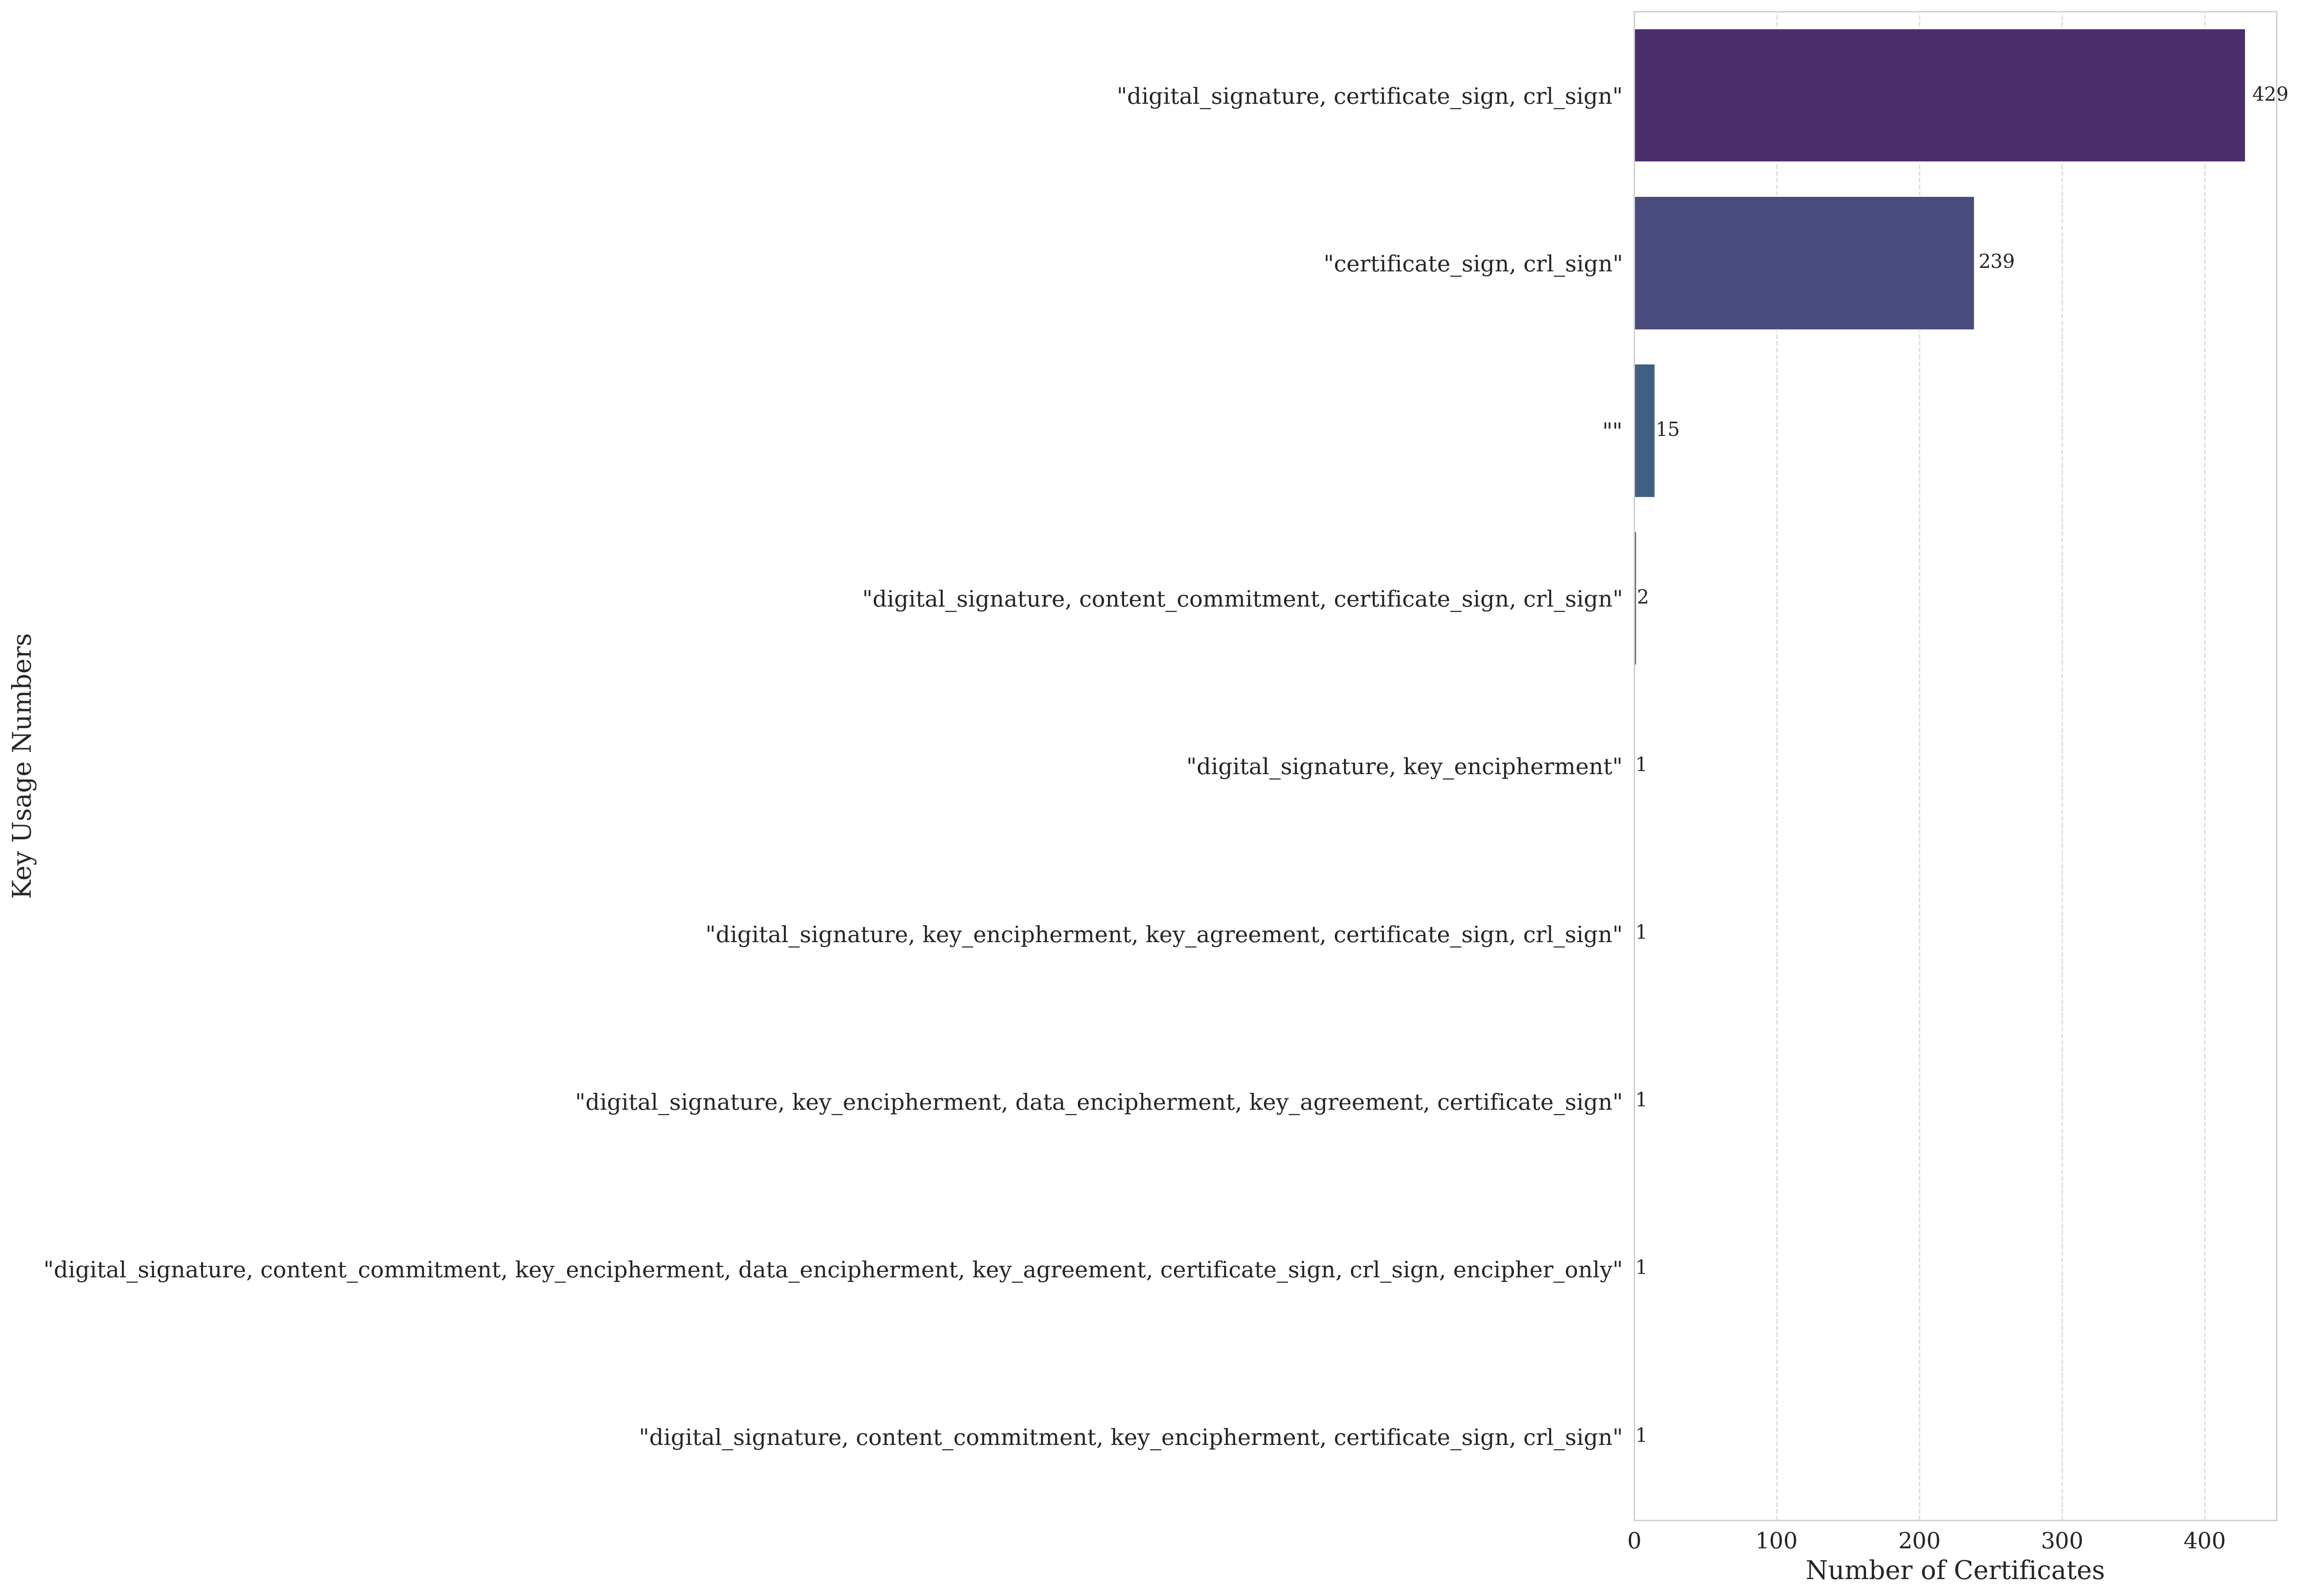 "digital_signature, certificate_sign, crl_sign" 429
"certificate_sign, crl_sign" 239
"" 15
"digital_signature, content_commitment, certificate_sign, crl_sign" 2
"digital_signature, key_encipherment" 1
"digital_signature, key_encipherment, key_agreement, certificate_sign, crl_sign" 1
"digital_signature, key_encipherment, data_encipherment, key_agreement, certificate_sign" 1
"digital_signature, content_commitment, key_encipherment, data_encipherment, key_agreement, certificate_sign, crl_sign, encipher_only" 1
"digital_signature, content_commitment, key_encipherment, certificate_sign, crl_sign" 1
Key Usage Numbers
0 100 200 300 400
Number of Certificates